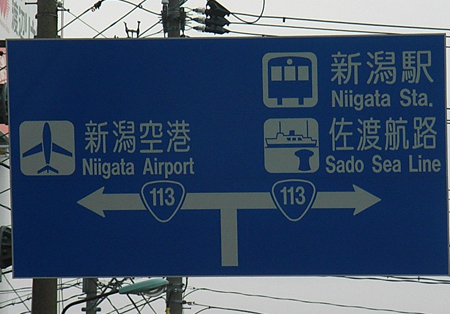 新潟駅
Niigata Sta.
新潟空港
Niigata Airport
佐渡航路
Sado Sea Line
113
113